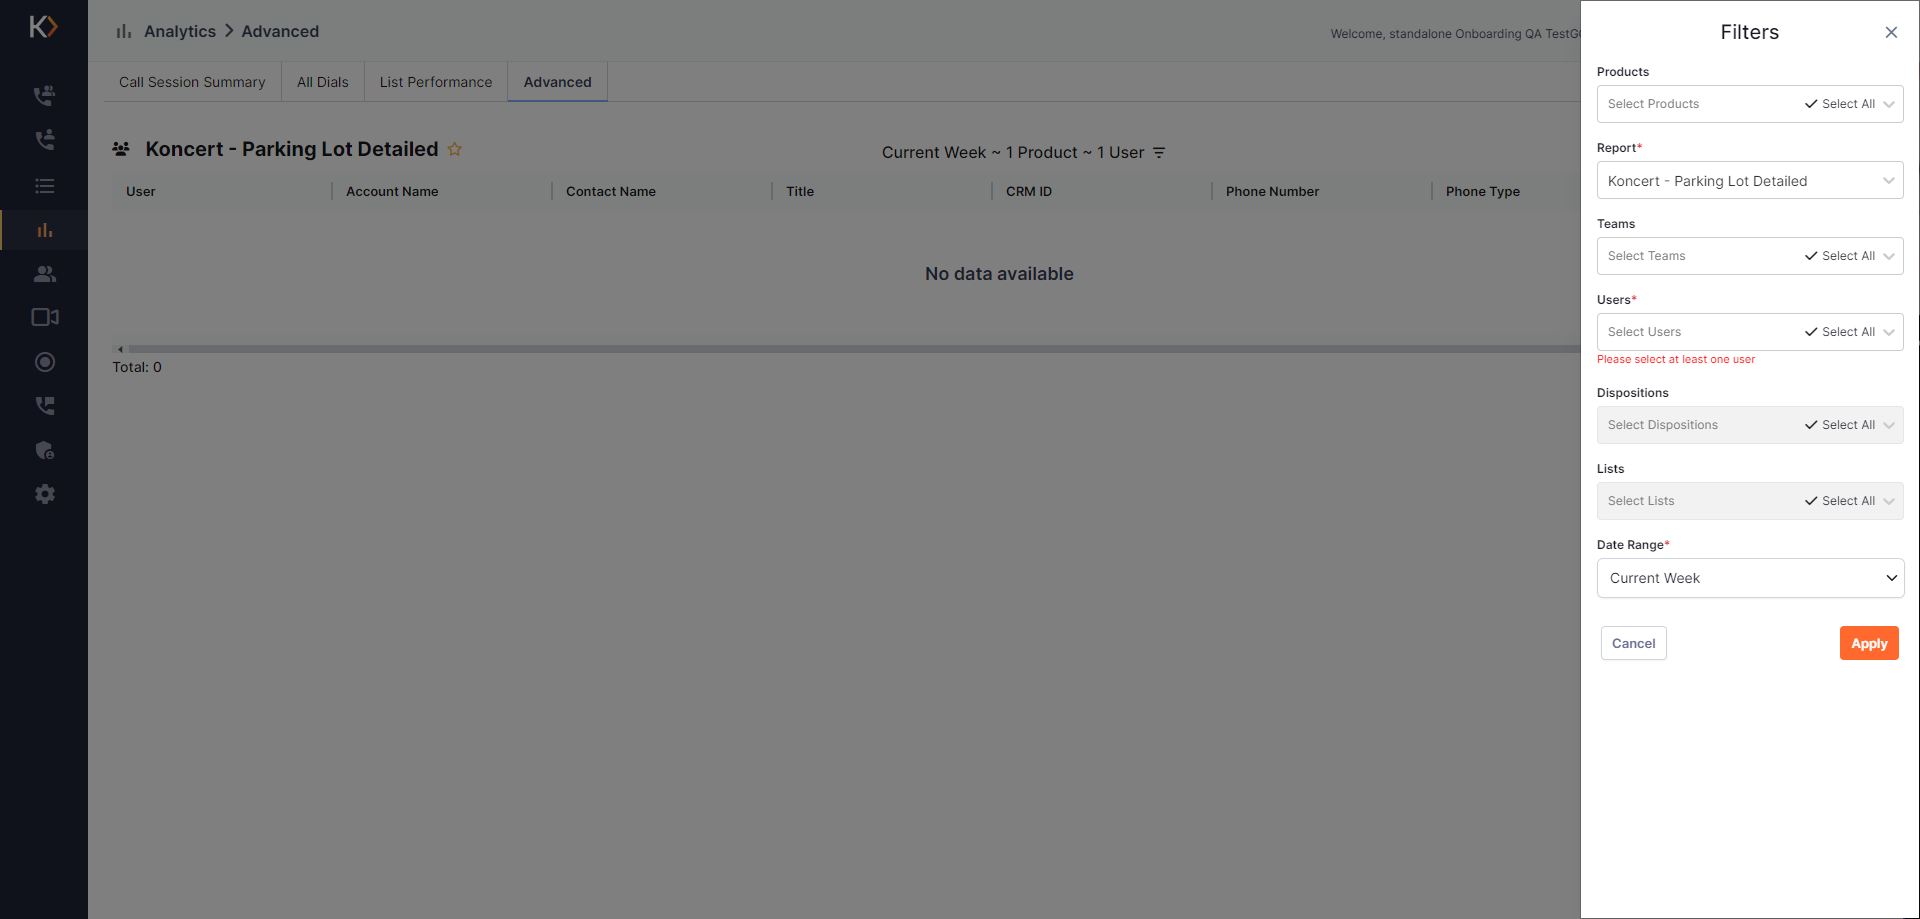 Analytics > Advanced
Welcome, standalone Onboarding QA TestG
Call Session Summary
All Dials
List Performance
Advanced
Koncert - Parking Lot Detailed
Current Week ~ 1 Product ~ 1 User
User
Account Name
Contact Name
Title
CRM ID
Phone Number
Phone Type
No data available
Total: 0
Filters
Products
Select Products
Select All
Report*
Koncert - Parking Lot Detailed
Teams
Select Teams
Select All
Users*
Select Users
Select All
Please select at least one user
Dispositions
Select Dispositions
Select All
Lists
Select Lists
Select All
Date Range*
Current Week
Cancel
Apply